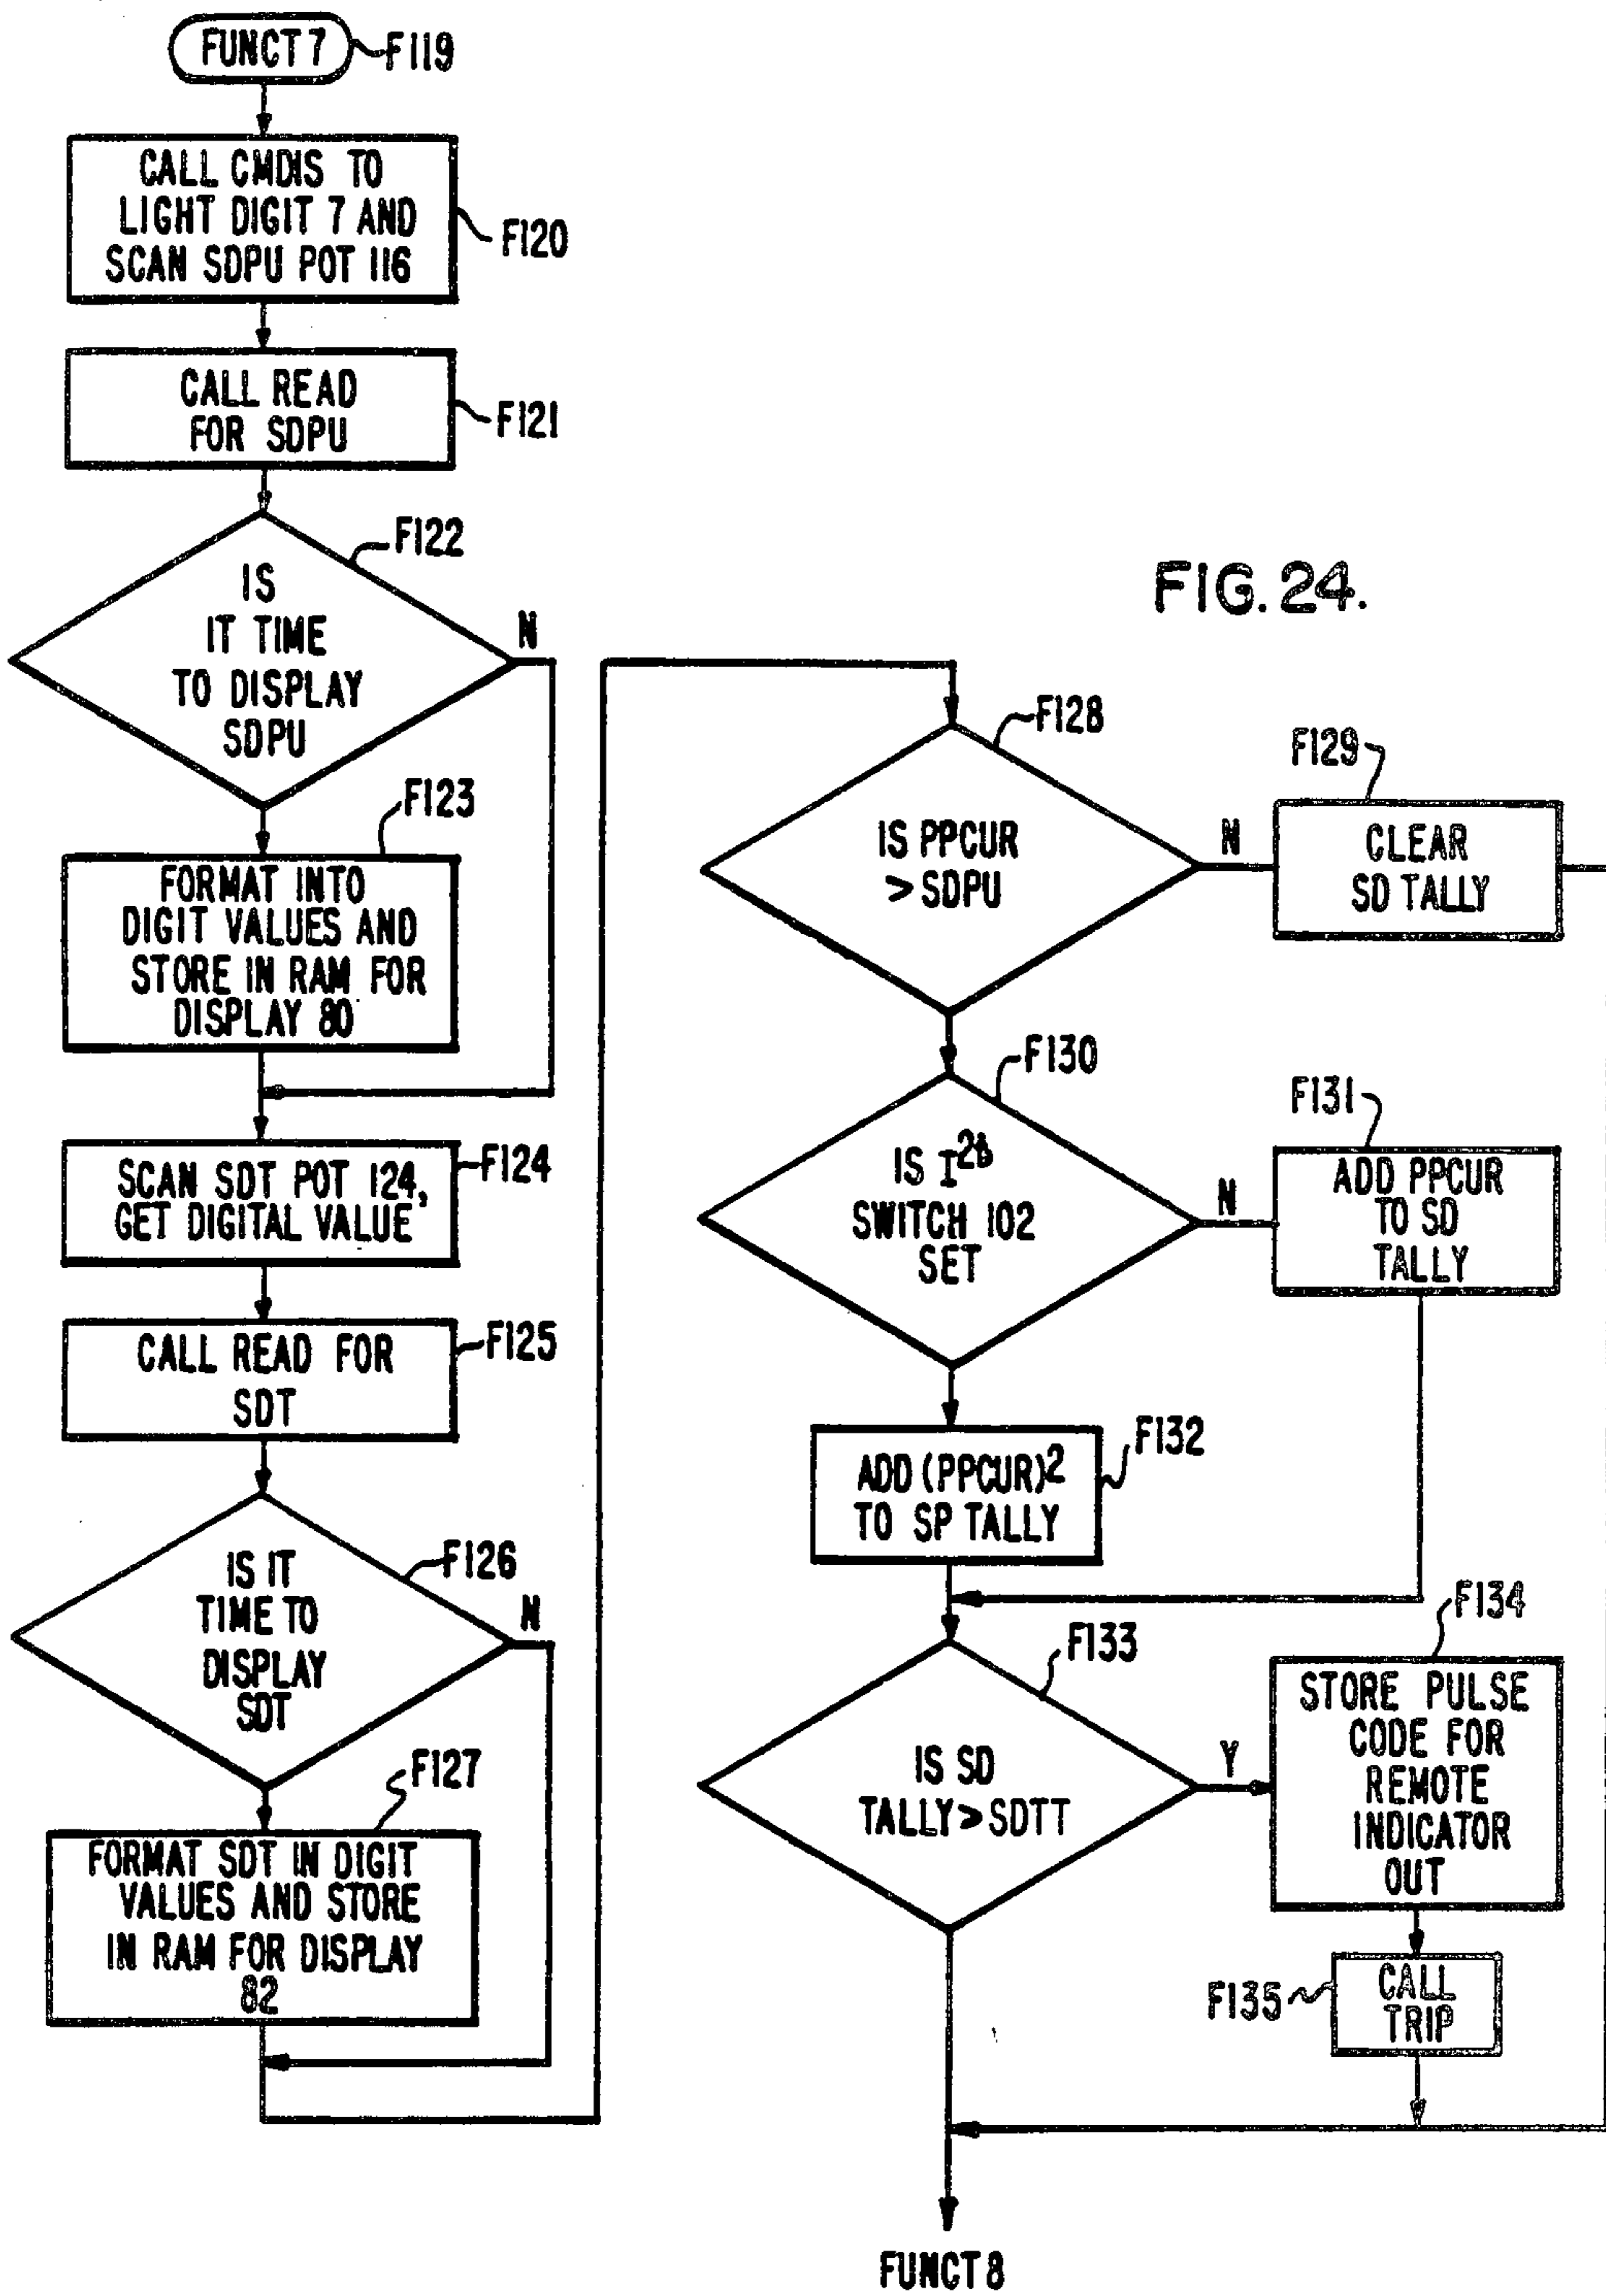 FUNCT 7
F119
CALL CMDIS TO
LIGHT DIGIT 7 AND
SCAN SDPU POT 116
F120
CALL READ
FOR SDPU
F121
F122
IS
IT TIME
TO DISPLAY
SDPU
N
F123
FORMAT INTO
DIGIT VALUES AND
STORE IN RAM FOR
DISPLAY 80
SCAN SDT POT 124,
GET DIGITAL VALUE
F124
CALL READ FOR
SDT
F125
F126
IS IT
TIME TO
DISPLAY
SDT
N
F127
FORMAT SDT IN DIGIT
VALUES AND STORE
IN RAM FOR DISPLAY
82
FIG. 24.
F128
IS PPCUR
> SDPU
N
F129
CLEAR
SD TALLY
F130
IS I²ᵗ
SWITCH 102
SET
N
F131
ADD PPCUR
TO SD
TALLY
F132
ADD (PPCUR)²
TO SP TALLY
F133
IS SD
TALLY > SDTT
Y
F134
STORE PULSE
CODE FOR
REMOTE
INDICATOR
OUT
F135
CALL
TRIP
FUNCT 8